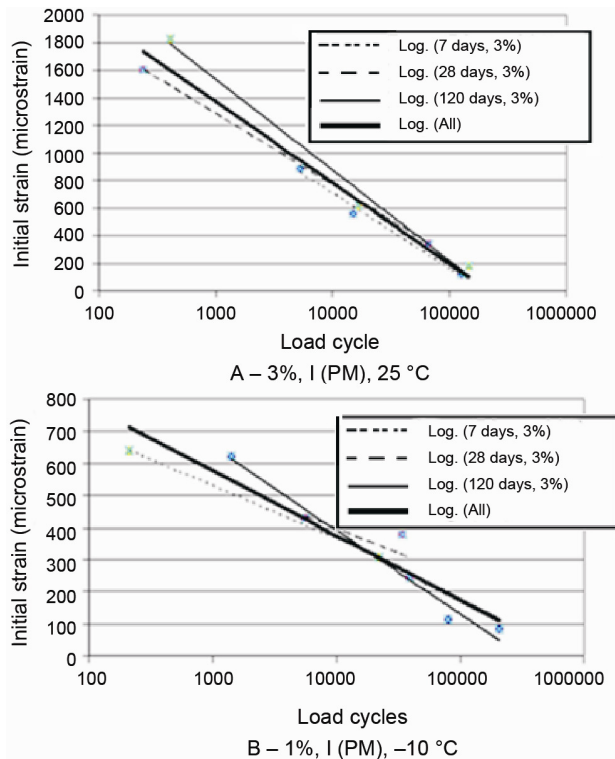 2000
1800
1600
1400
1200
1000
800
600
400
200
0
Initial strain (microstrain)
Log. (7 days, 3%)
Log. (28 days, 3%)
Log. (120 days, 3%)
Log. (All)
100 1000 10000 100000 1000000
Load cycle
A – 3%, I (PM), 25 °C
800
700
600
500
400
300
200
100
0
Initial strain (microstrain)
Log. (7 days, 3%)
Log. (28 days, 3%)
Log. (120 days, 3%)
Log. (All)
100 1000 10000 100000 1000000
Load cycles
B – 1%, I (PM), –10 °C